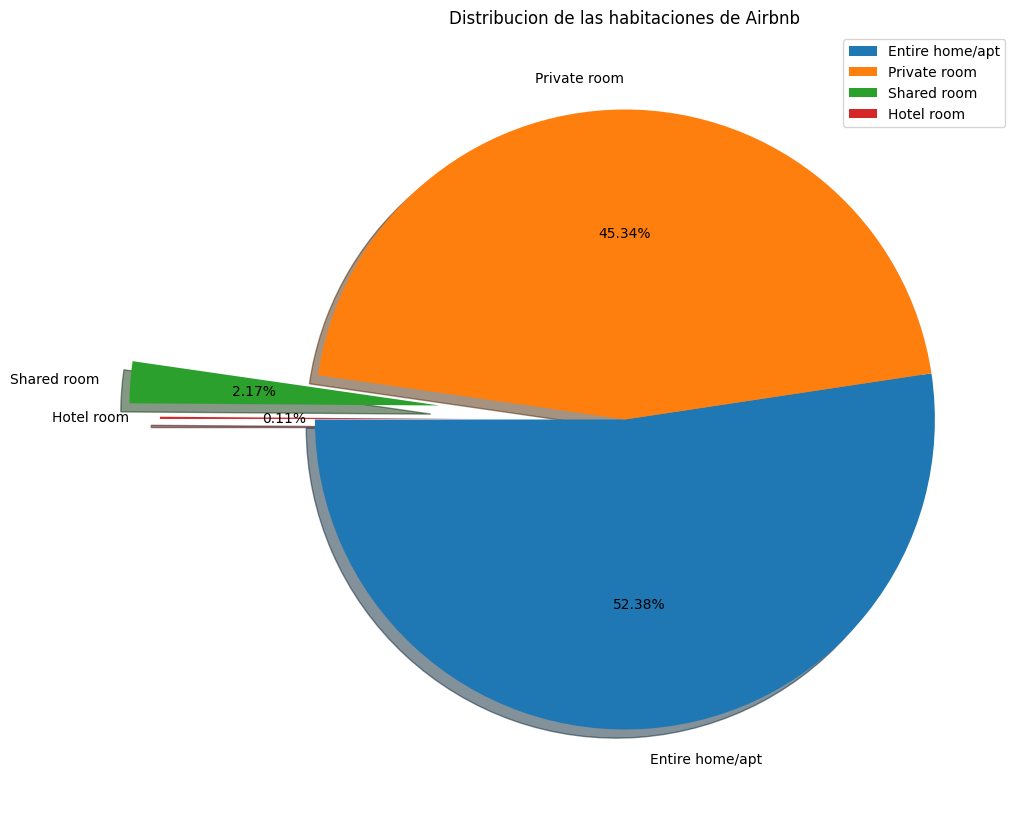 Distribucion de las habitaciones de Airbnb
Entire home/apt
Private room
Shared room
Hotel room
Private room
45.34%
Shared room
2.17%
Hotel room
0.11%
52.38%
Entire home/apt